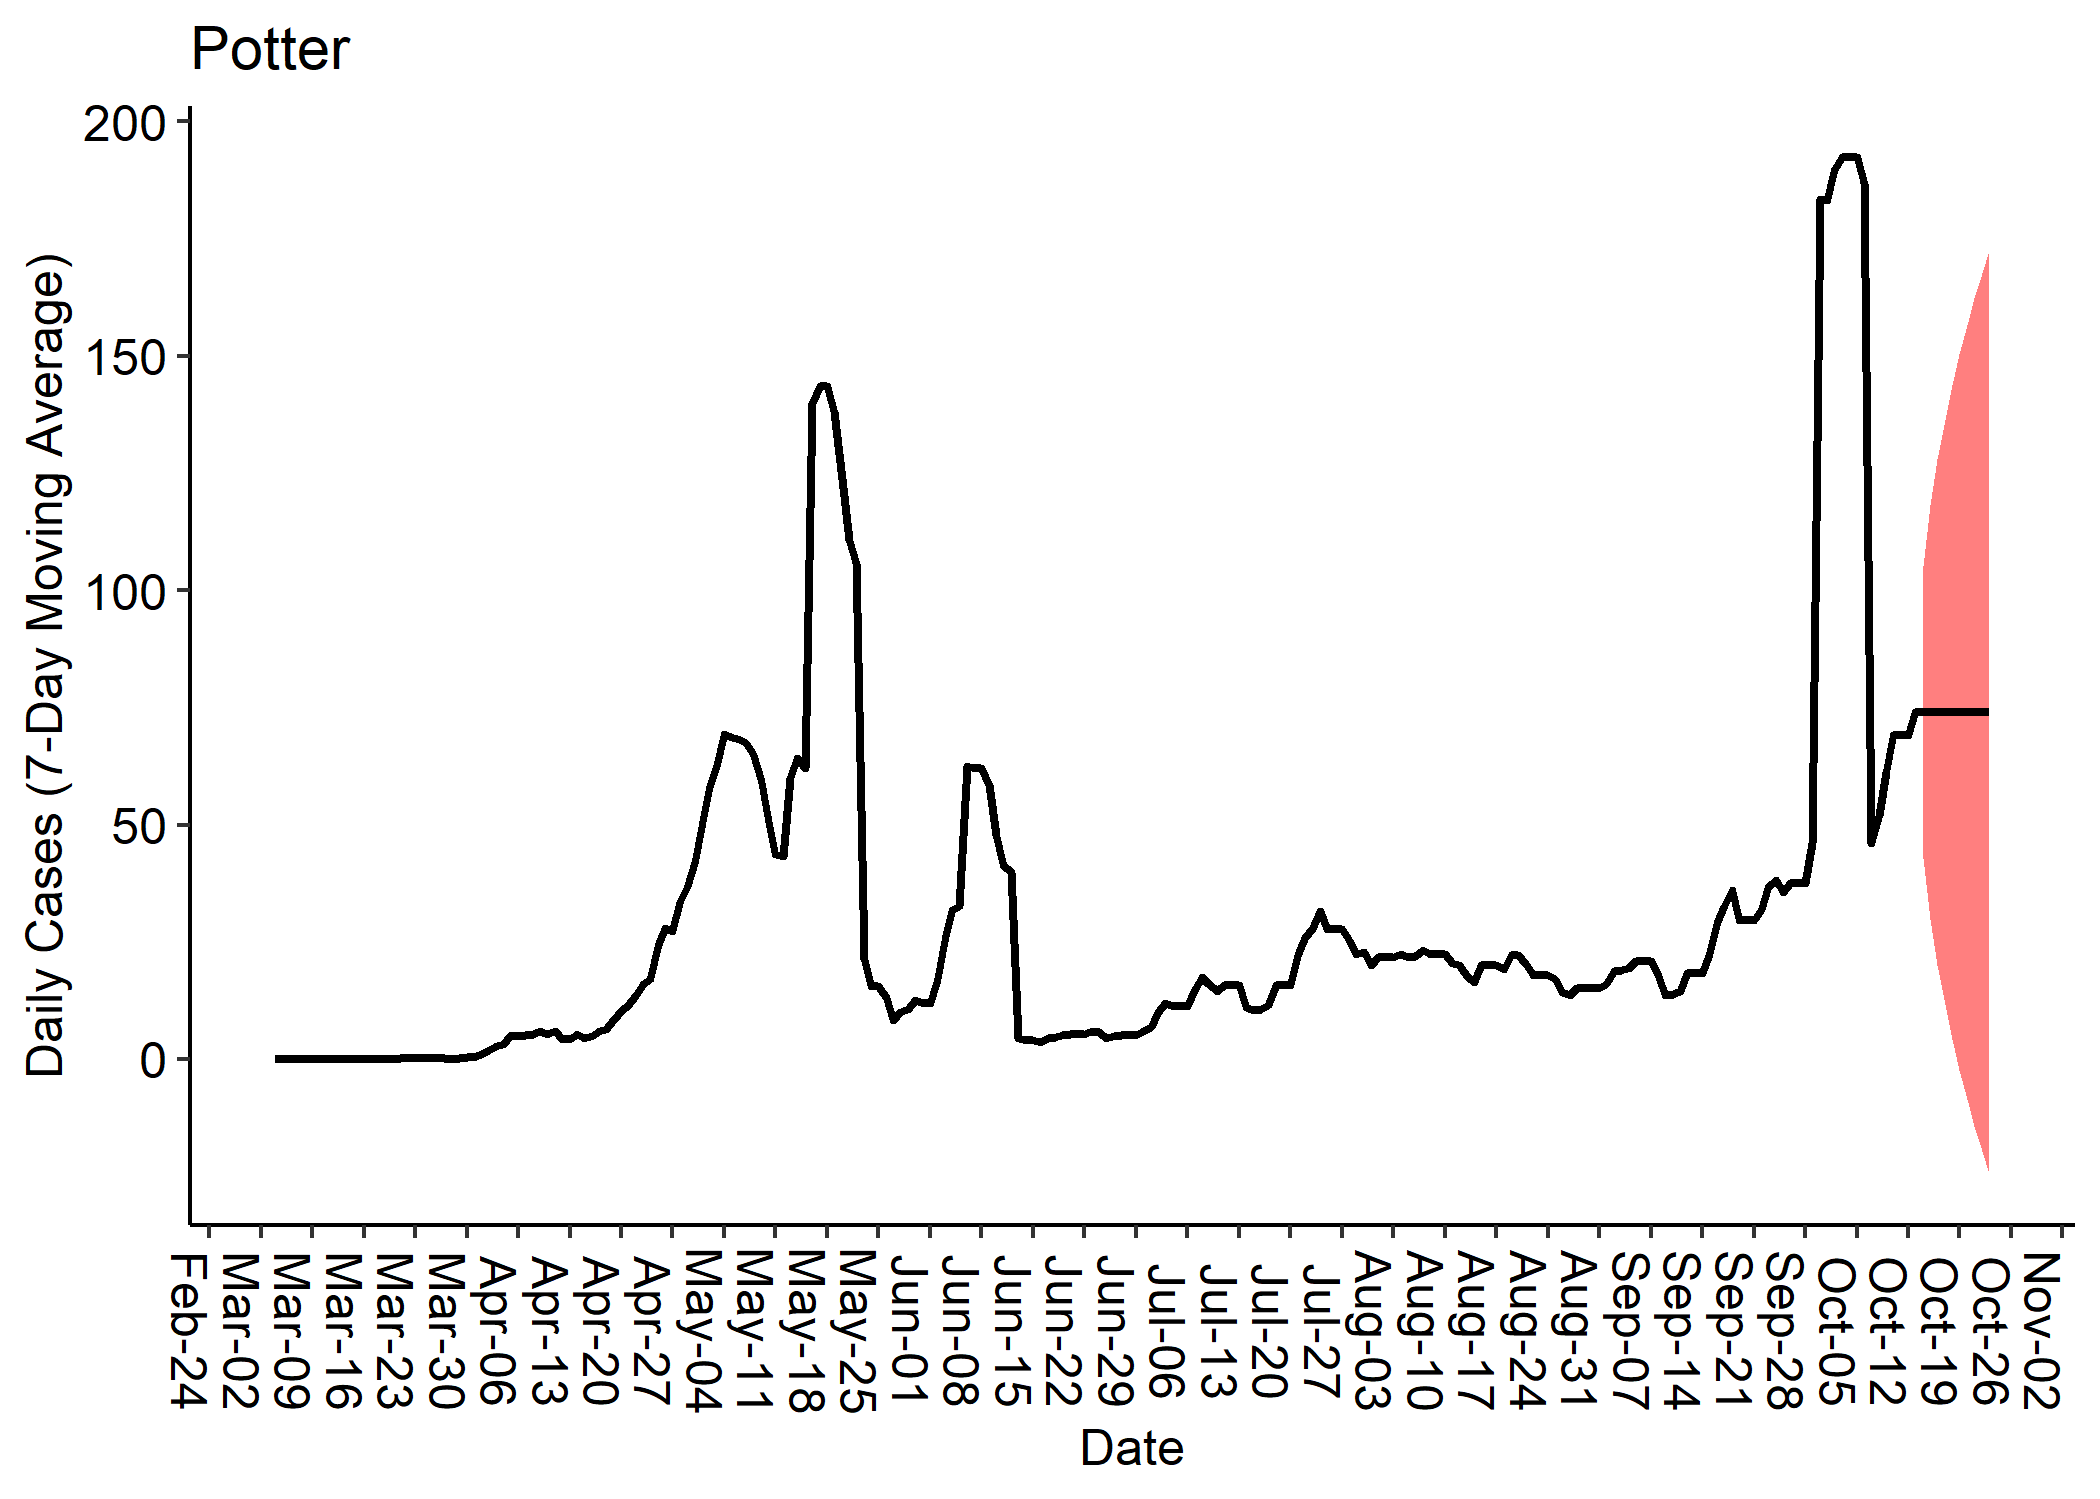 Potter
Daily Cases (7-Day Moving Average)
200
150
100
50
0
Feb-24
Mar-02
Mar-09
Mar-16
Mar-23
Mar-30
Apr-06
Apr-13
Apr-20
Apr-27
May-04
May-11
May-18
May-25
Jun-01
Jun-08
Jun-15
Jun-22
Jun-29
Jul-06
Jul-13
Jul-20
Jul-27
Aug-03
Aug-10
Aug-17
Aug-24
Aug-31
Sep-07
Sep-14
Sep-21
Sep-28
Oct-05
Oct-12
Oct-19
Oct-26
Nov-02
Date